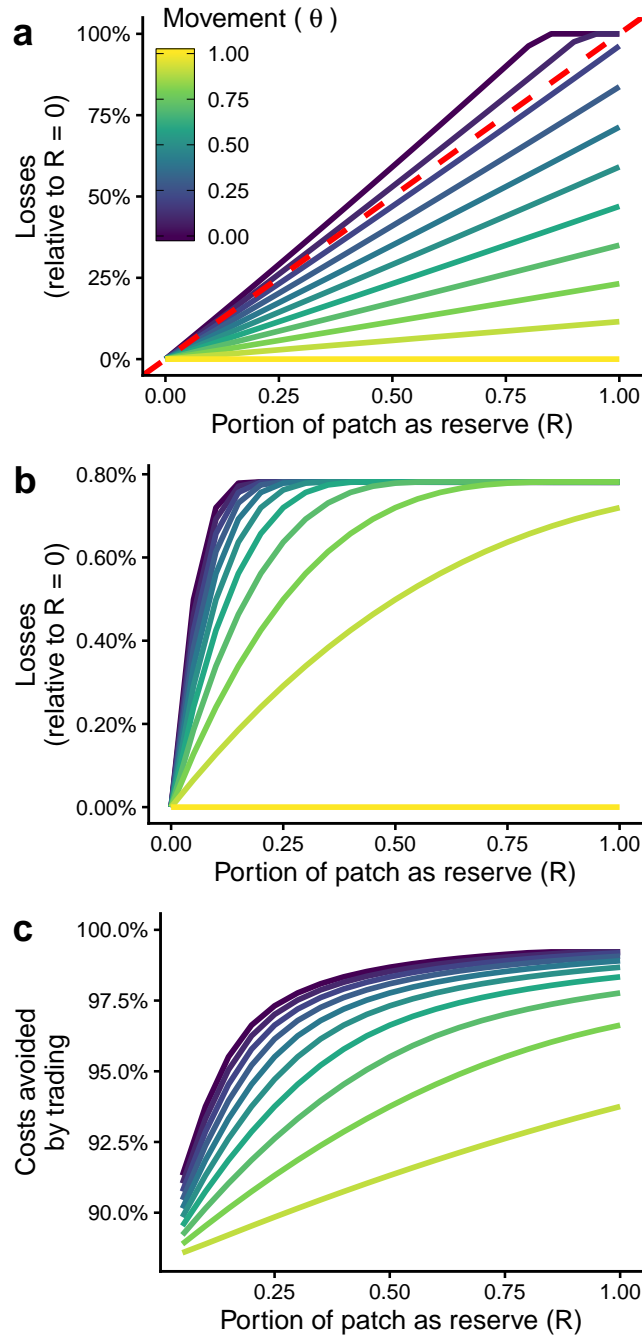 a
Movement ( θ )
1.00
0.75
0.50
0.25
0.00
Losses
(relative to R = 0)
100%
75%
50%
25%
0%
0.00 0.25 0.50 0.75 1.00
Portion of patch as reserve (R)
b
Losses
(relative to R = 0)
0.80%
0.60%
0.40%
0.20%
0.00%
0.00 0.25 0.50 0.75 1.00
Portion of patch as reserve (R)
c
Costs avoided
by trading
100.0%
97.5%
95.0%
92.5%
90.0%
0.25 0.50 0.75 1.00
Portion of patch as reserve (R)